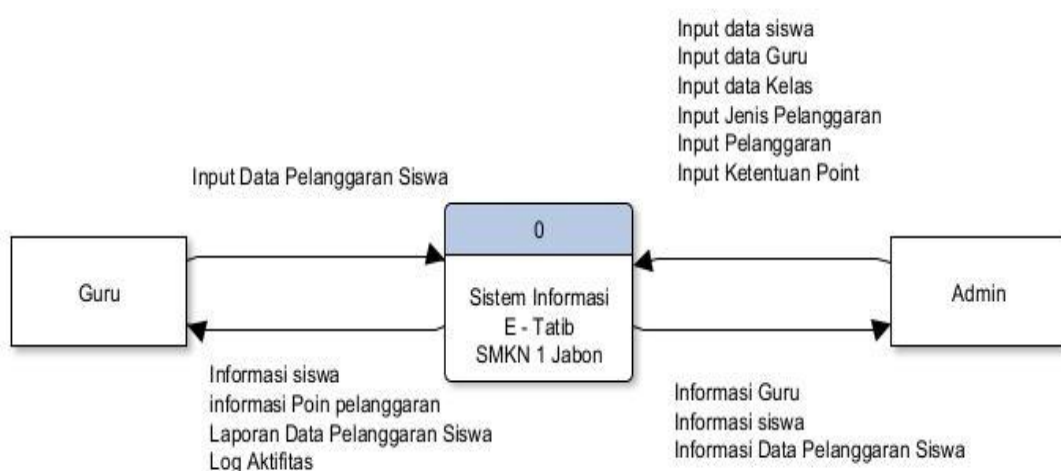 Input data siswa
Input data Guru
Input data Kelas
Input Jenis Pelanggaran
Input Pelanggaran
Input Ketentuan Point
Input Data Pelanggaran Siswa
0
Guru
Sistem Informasi
E - Tatib
SMKN 1 Jabon
Admin
Informasi siswa
informasi Poin pelanggaran
Laporan Data Pelanggaran Siswa
Log Aktifitas
Informasi Guru
Informasi siswa
Informasi Data Pelanggaran Siswa